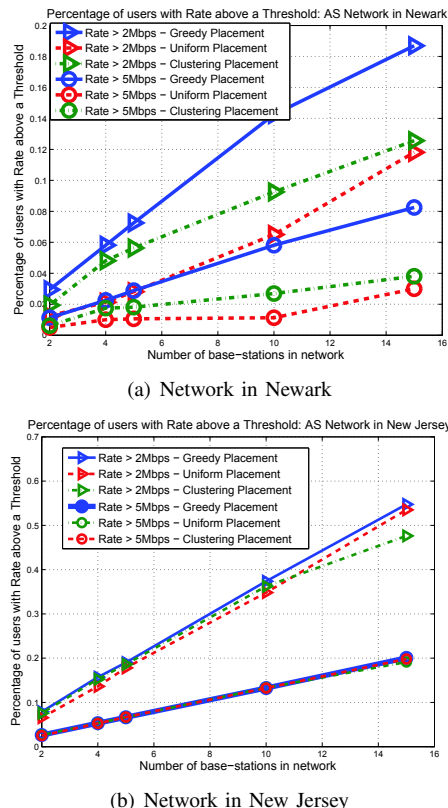 Percentage of users with Rate above a Threshold: AS Network in Newark
0.2
0.18
0.16
0.14
0.12
0.1
0.08
0.06
0.04
0.02
0
Percentage of users with Rate above a Threshold
Rate > 2Mbps – Greedy Placement
Rate > 2Mbps – Uniform Placement
Rate > 2Mbps – Clustering Placement
Rate > 5Mbps – Greedy Placement
Rate > 5Mbps – Uniform Placement
Rate > 5Mbps – Clustering Placement
2 4 6 8 10 12 14 16
Number of base-stations in network
(a) Network in Newark
Percentage of users with Rate above a Threshold: AS Network in New Jersey
0.7
0.6
0.5
0.4
0.3
0.2
0.1
0
Percentage of users with Rate above a Threshold
Rate > 2Mbps – Greedy Placement
Rate > 2Mbps – Uniform Placement
Rate > 2Mbps – Clustering Placement
Rate > 5Mbps – Greedy Placement
Rate > 5Mbps – Uniform Placement
Rate > 5Mbps – Clustering Placement
2 4 6 8 10 12 14 16
Number of base-stations in network
(b) Network in New Jersey